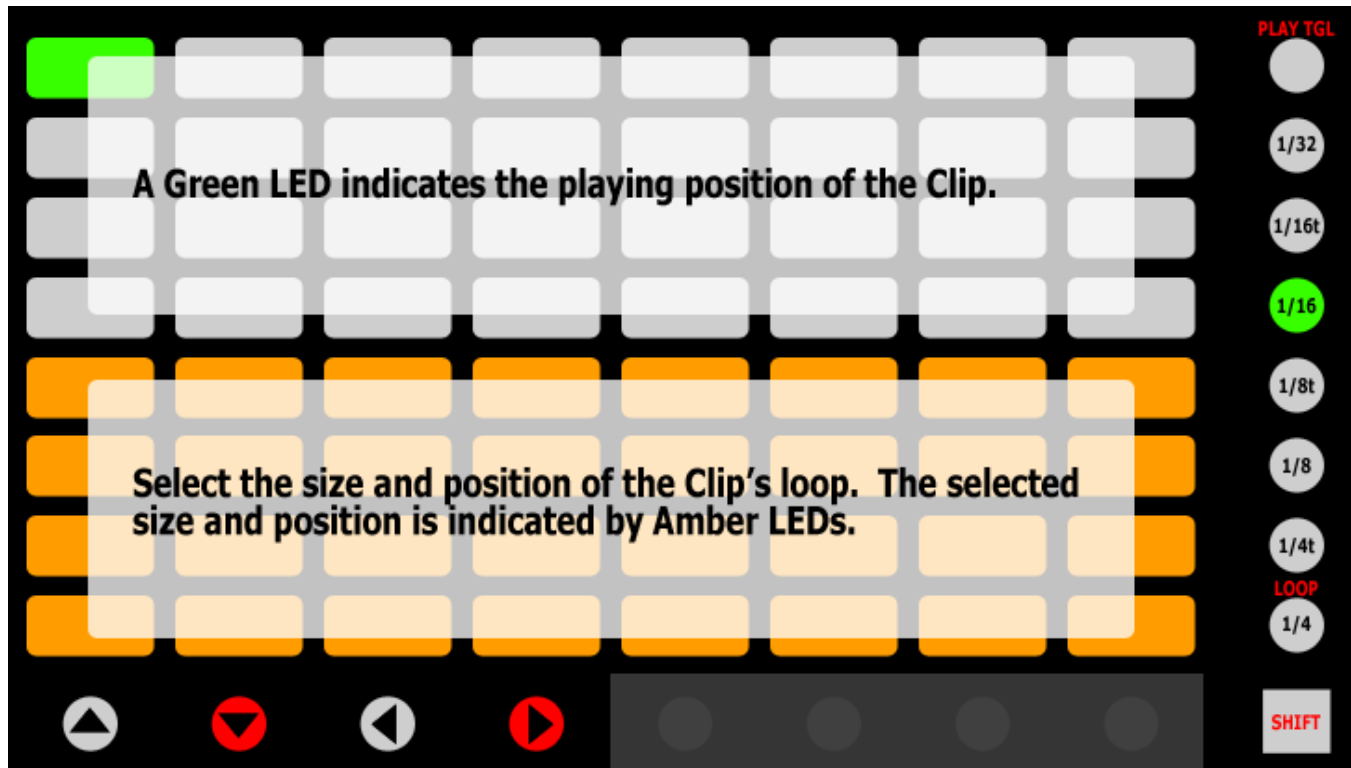 PLAY TGL
1/32
A Green LED indicates the playing position of the Clip.
1/16t
1/16
1/8t
1/8
Select the size and position of the Clip's loop.  The selected
size and position is indicated by Amber LEDs.
1/4t
LOOP
1/4
SHIFT